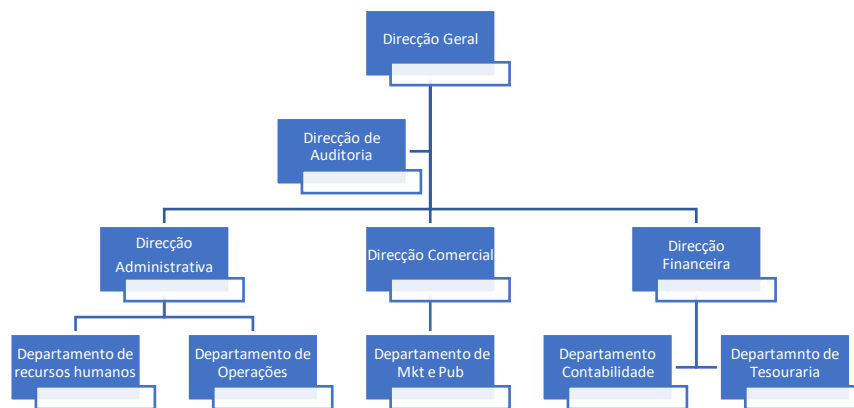 Direcção Geral
Direcção de
Auditoria
Direcção
Administrativa
Direcção Comercial
Direcção
Financeira
Departamento de
recursos humanos
Departamento de
Operações
Departamento de
Mkt e Pub
Departamento
Contabilidade
Departamnto de
Tesouraria